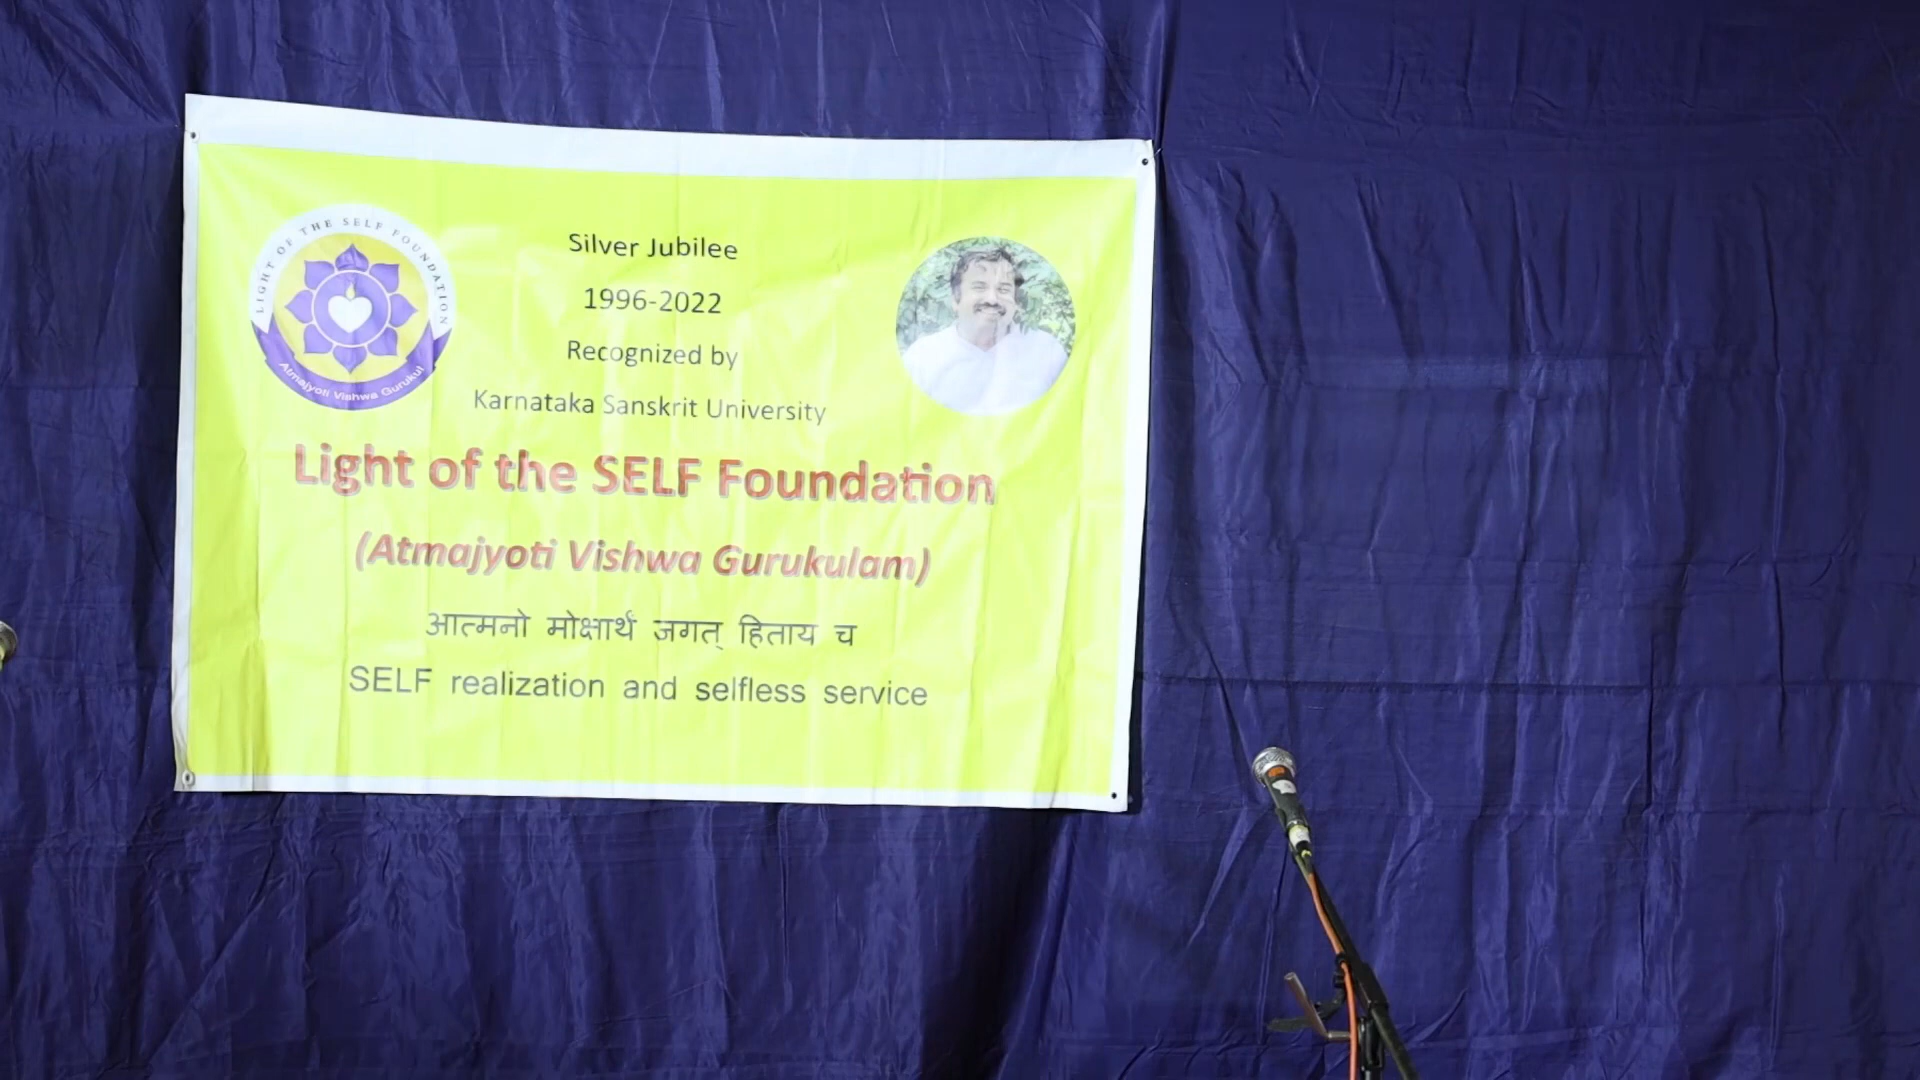 LIGHT OF THE SELF FOUNDATION
Atmajyoti Vishwa Gurukul
Silver Jubilee
1996-2022
Recognized by
Karnataka Sanskrit University
Light of the SELF Foundation
(Atmajyoti Vishwa Gurukulam)
आत्मनो मोक्षार्थं जगत् हिताय च
SELF realization and selfless service